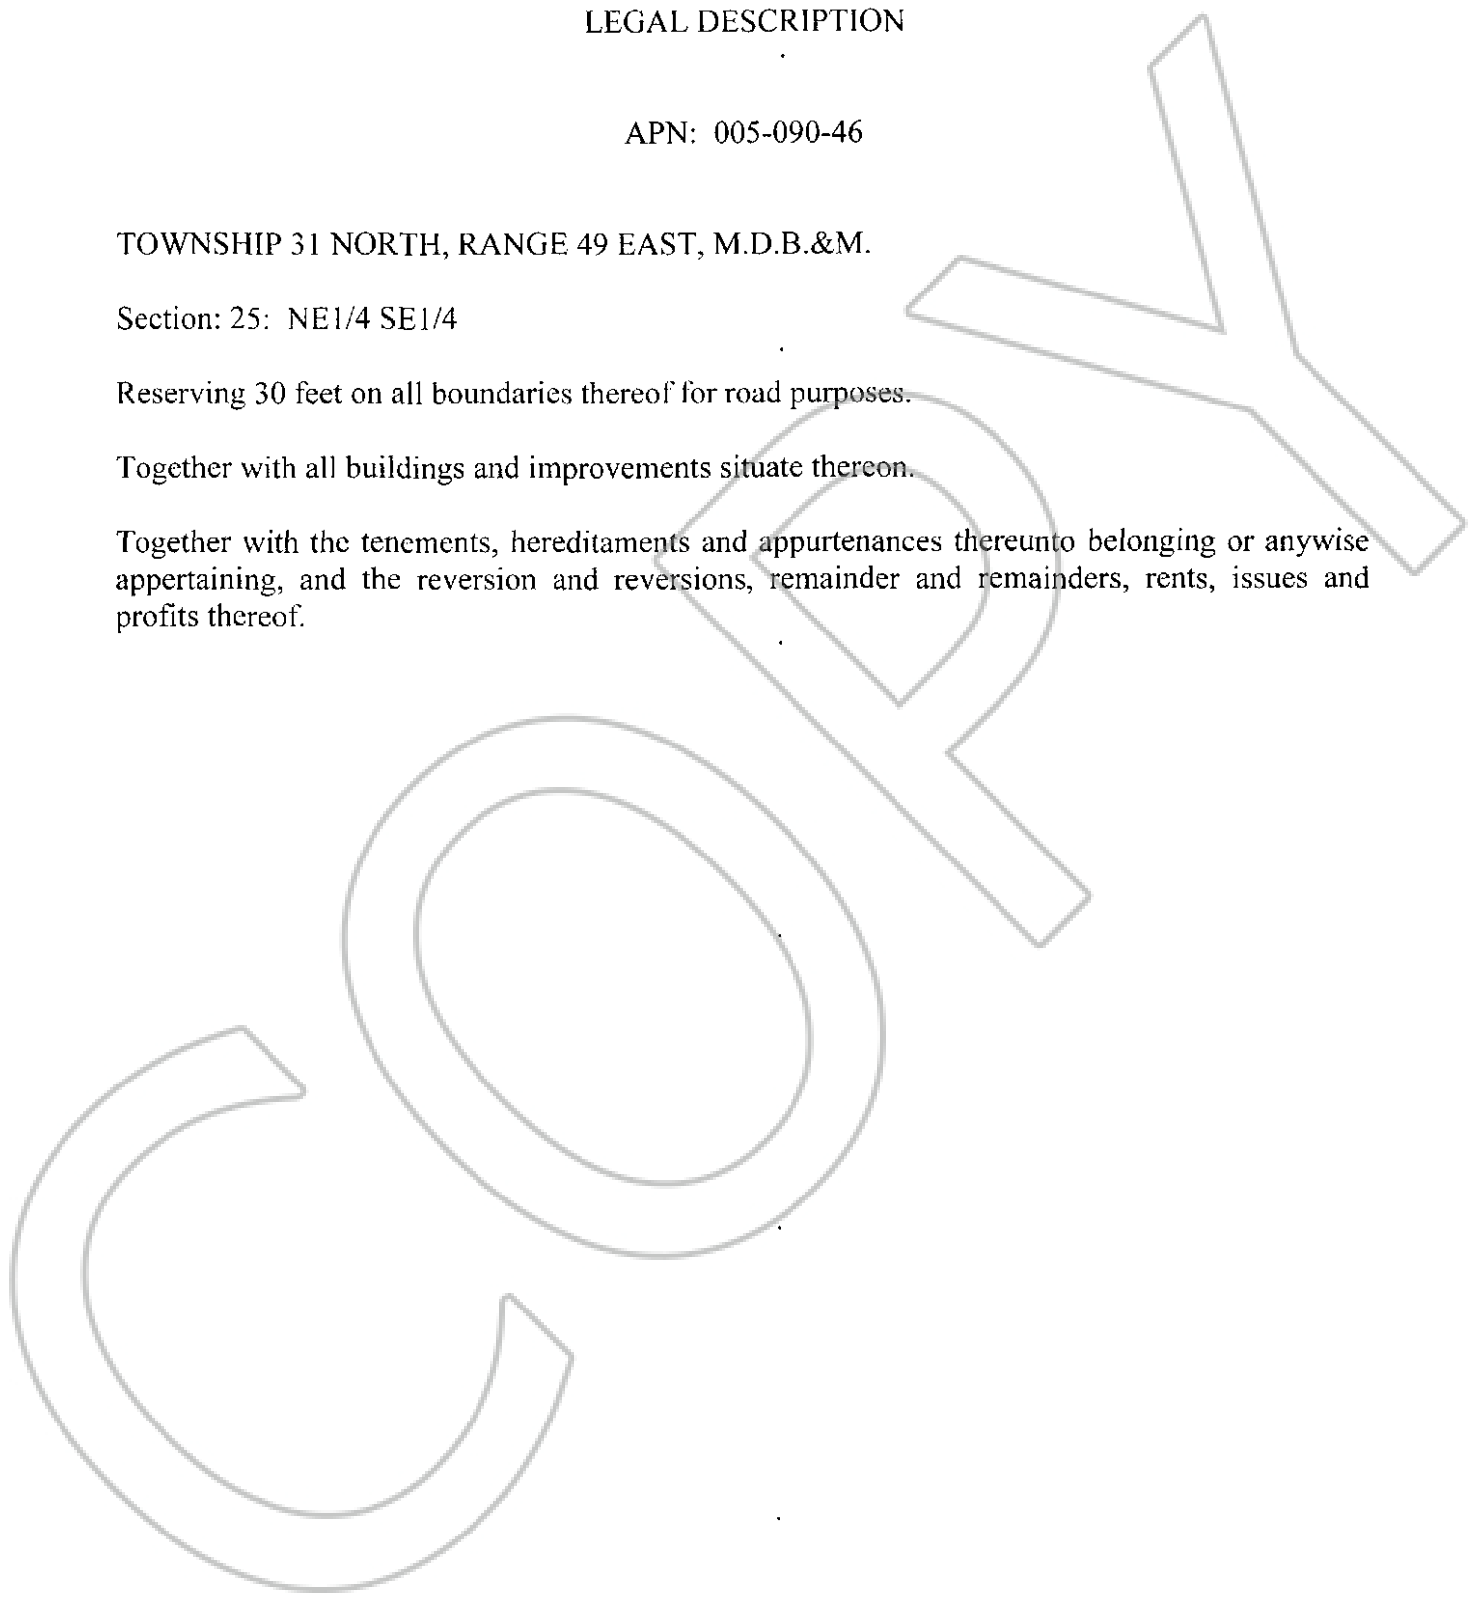 LEGAL DESCRIPTION
APN: 005-090-46
TOWNSHIP 31 NORTH, RANGE 49 EAST, M.D.B.&M.
Section: 25: NE1/4 SE1/4
Reserving 30 feet on all boundaries thereof for road purposes.
Together with all buildings and improvements situate thereon.
Together with the tenements, hereditaments and appurtenances thereunto belonging or anywise
appertaining, and the reversion and reversions, remainder and remainders, rents, issues and
profits thereof.
COPY